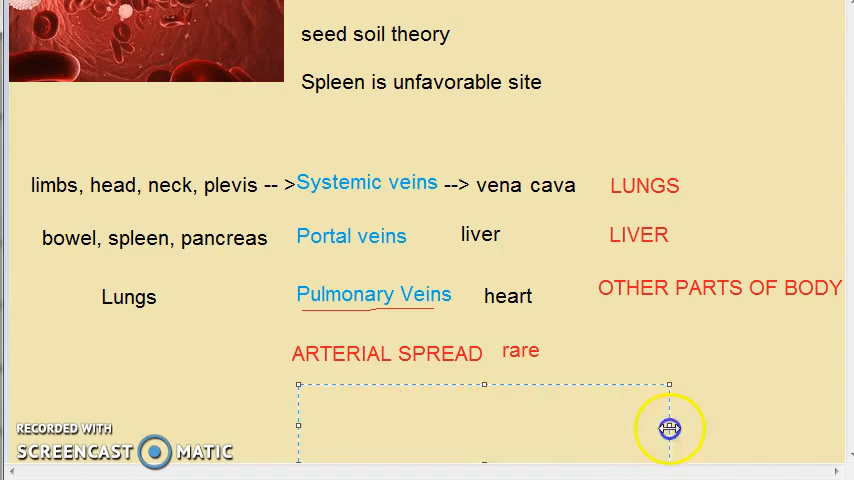 seed soil theory
Spleen is unfavorable site
limbs, head, neck, plevis -- >Systemic veins --> vena cava LUNGS
bowel, spleen, pancreas Portal veins liver LIVER
Lungs Pulmonary Veins heart OTHER PARTS OF BODY
ARTERIAL SPREAD rare
RECORDED WITH
SCREENCAST MATIC